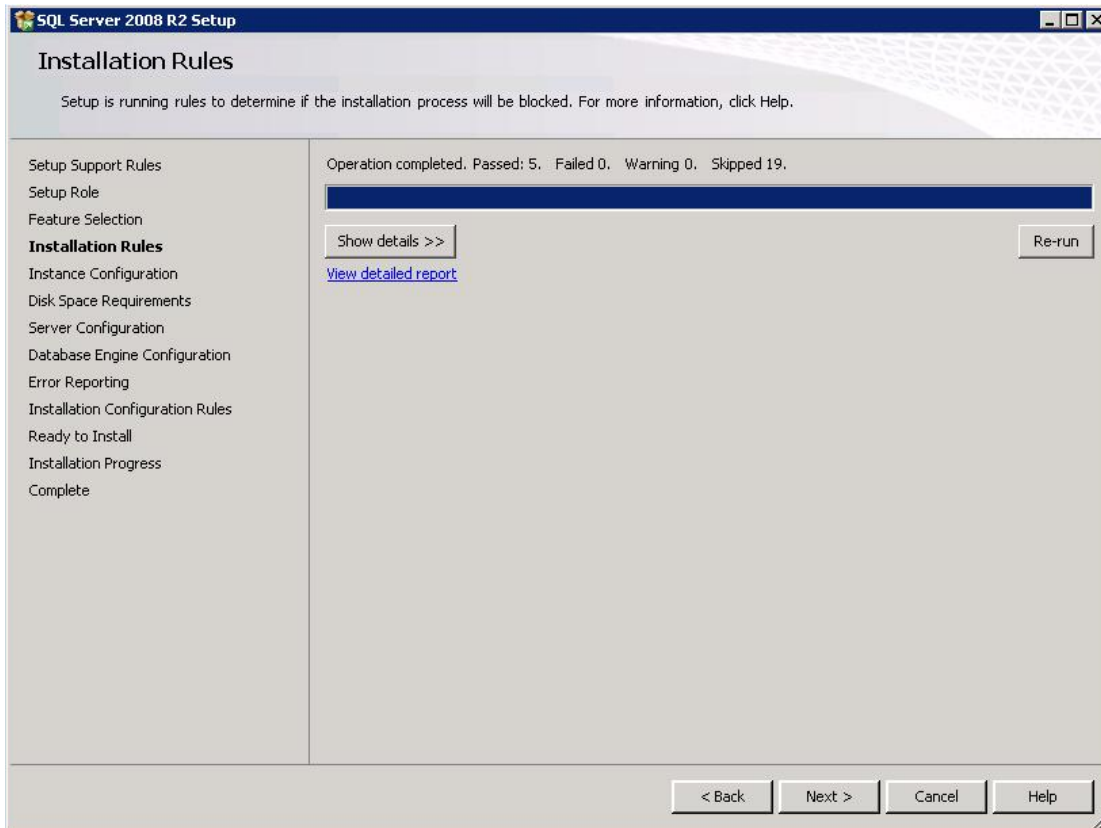 SQL Server 2008 R2 Setup
Installation Rules
Setup is running rules to determine if the installation process will be blocked. For more information, click Help.
Setup Support Rules
Setup Role
Feature Selection
Installation Rules
Instance Configuration
Disk Space Requirements
Server Configuration
Database Engine Configuration
Error Reporting
Installation Configuration Rules
Ready to Install
Installation Progress
Complete
Operation completed. Passed: 5. Failed 0. Warning 0. Skipped 19.
Show details >>
Re-run
View detailed report
< Back
Next >
Cancel
Help